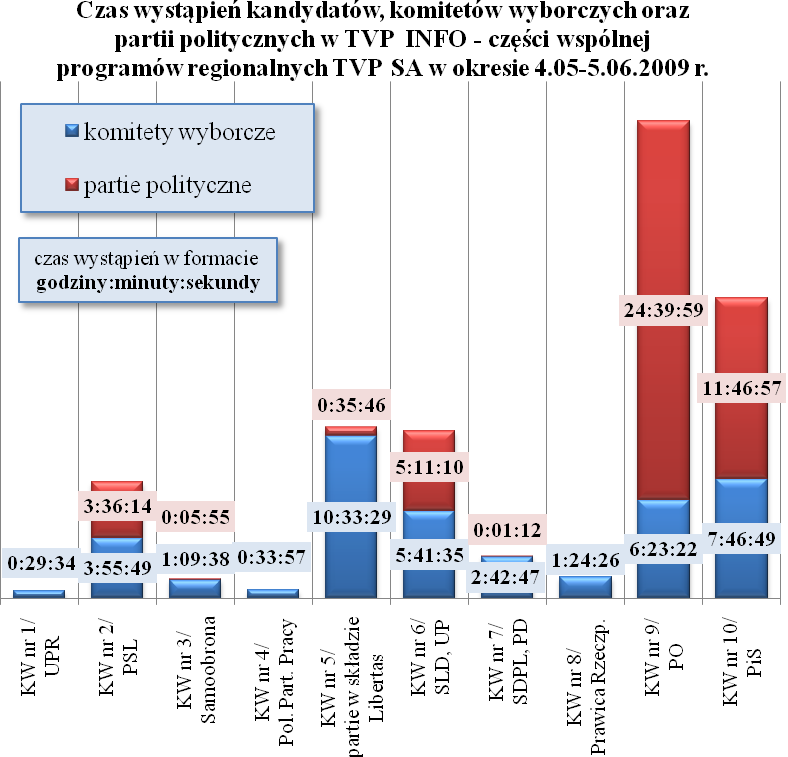 Czas wystąpień kandydatów, komitetów wyborczych oraz
partii politycznych w TVP INFO - części wspólnej
programów regionalnych TVP SA w okresie 4.05-5.06.2009 r.
komitety wyborcze
partie polityczne
czas wystąpień w formacie
godziny:minuty:sekundy
0:29:34
3:36:14
3:55:49
0:05:55
1:09:38
0:33:57
0:35:46
10:33:29
5:11:10
5:41:35
0:01:12
2:42:47
1:24:26
24:39:59
6:23:22
11:46:57
7:46:49
KW nr 1/
UPR
KW nr 2/
PSL
KW nr 3/
Samoobrona
KW nr 4/
Pol. Part. Pracy
KW nr 5/
partie w składzie
Libertas
KW nr 6/
SLD, UP
KW nr 7/
SDPL, PD
KW nr 8/
Prawica Rzeczp.
KW nr 9/
PO
KW nr 10/
PiS